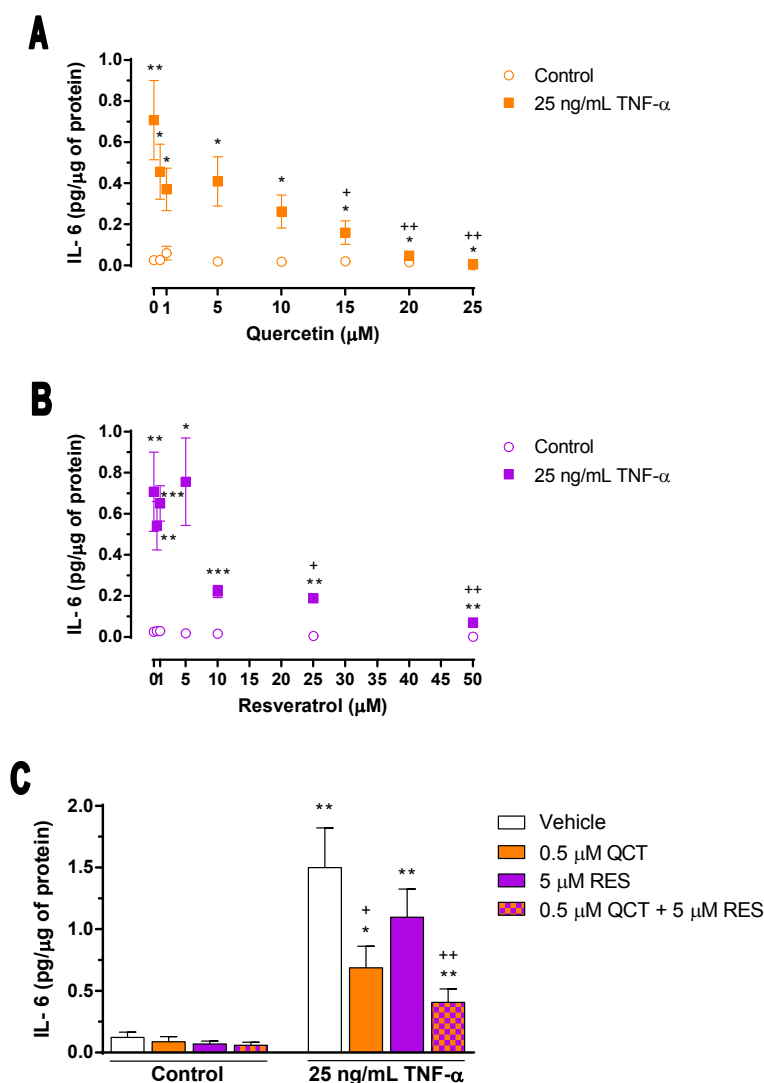 A
1.0
0.8
0.6
0.4
0.2
0.0
IL- 6 (pg/μg of protein)
**
*
*
*
*
+
*
++
*
++
*
0 1 5 10 15 20 25
Quercetin (μM)
Control
25 ng/mL TNF-α
B
1.0
0.8
0.6
0.4
0.2
0.0
IL- 6 (pg/μg of protein)
**
*
***
**
***
+
**
++
**
0 1 5 10 15 20 25 30 35 40 45 50
Resveratrol (μM)
Control
25 ng/mL TNF-α
C
2.0
1.5
1.0
0.5
0.0
IL- 6 (pg/μg of protein)
**
+
*
**
++
**
Control 25 ng/mL TNF-α
Vehicle
0.5 μM QCT
5 μM RES
0.5 μM QCT + 5 μM RES